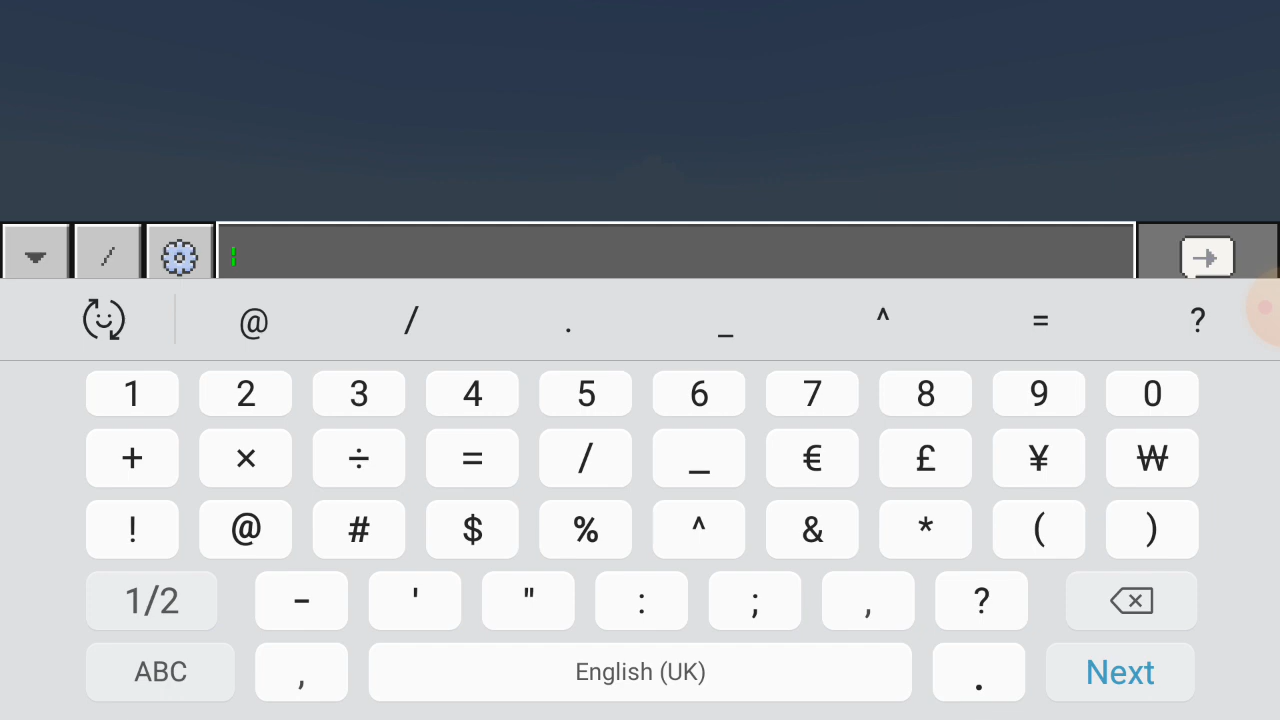 /
@ / . _ ^ = ?
1 2 3 4 5 6 7 8 9 0
+ × ÷ = / _ € £ ¥ ₩
! @ # $ % ^ & * ( )
1/2 - ' " : ; , ?
ABC , English (UK) . Next